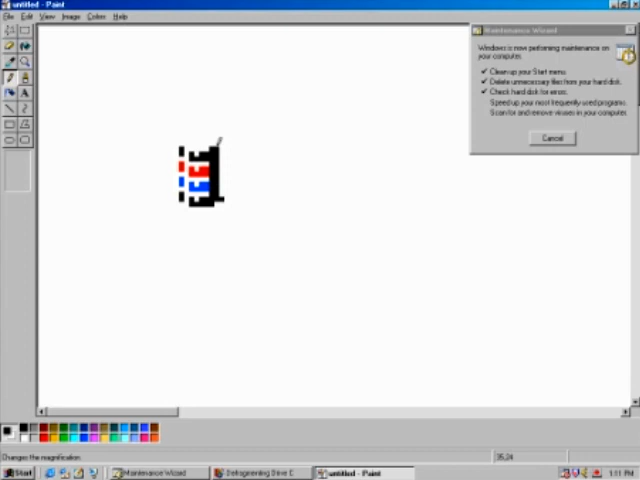 untitled - Paint
File Edit View Image Colors Help
Maintenance Wizard
Windows is now performing maintenance on
your computer.
Clean up your Start menu.
Delete unnecessary files from your hard disk.
Check hard disk for errors.
Speed up your most frequently used programs.
Scan for and remove viruses in your computer.
Cancel
Changes the magnification.
35,24
Start
Maintenance Wizard
Defragmenting Drive C
untitled - Paint
1:11 PM